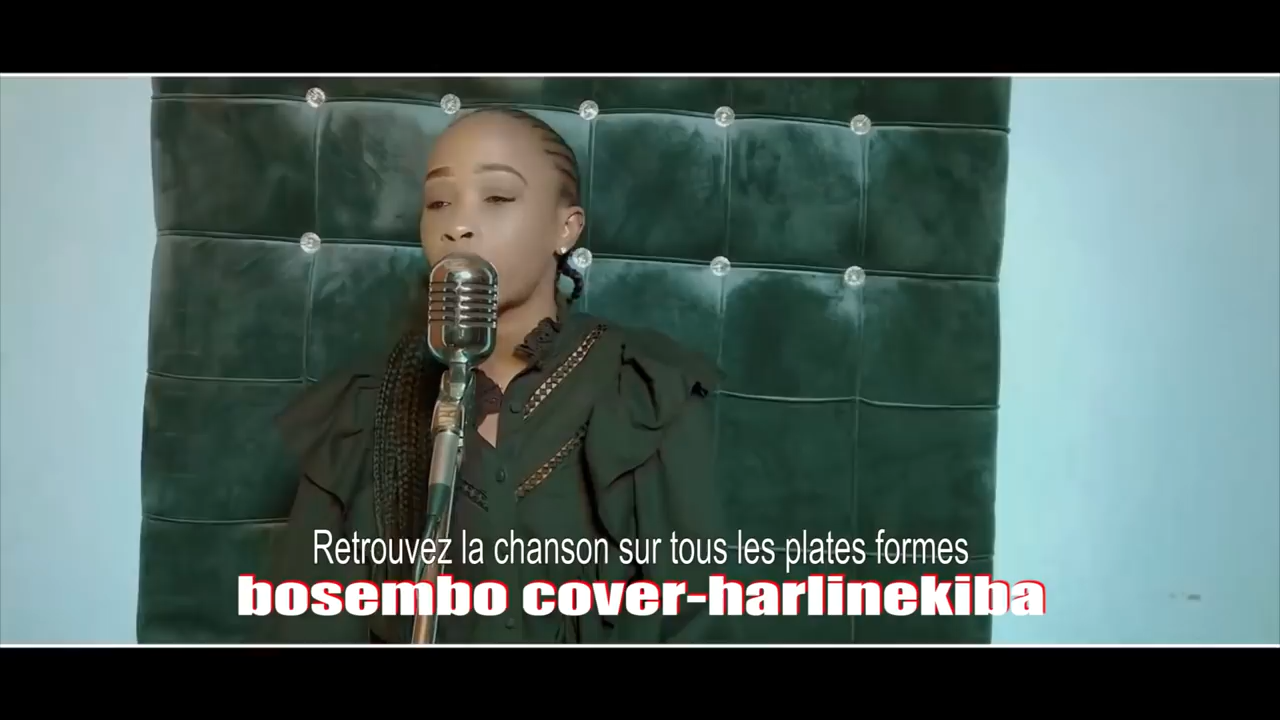 Retrouvez la chanson sur tous les plates formes
bosembo cover-harlinekiba